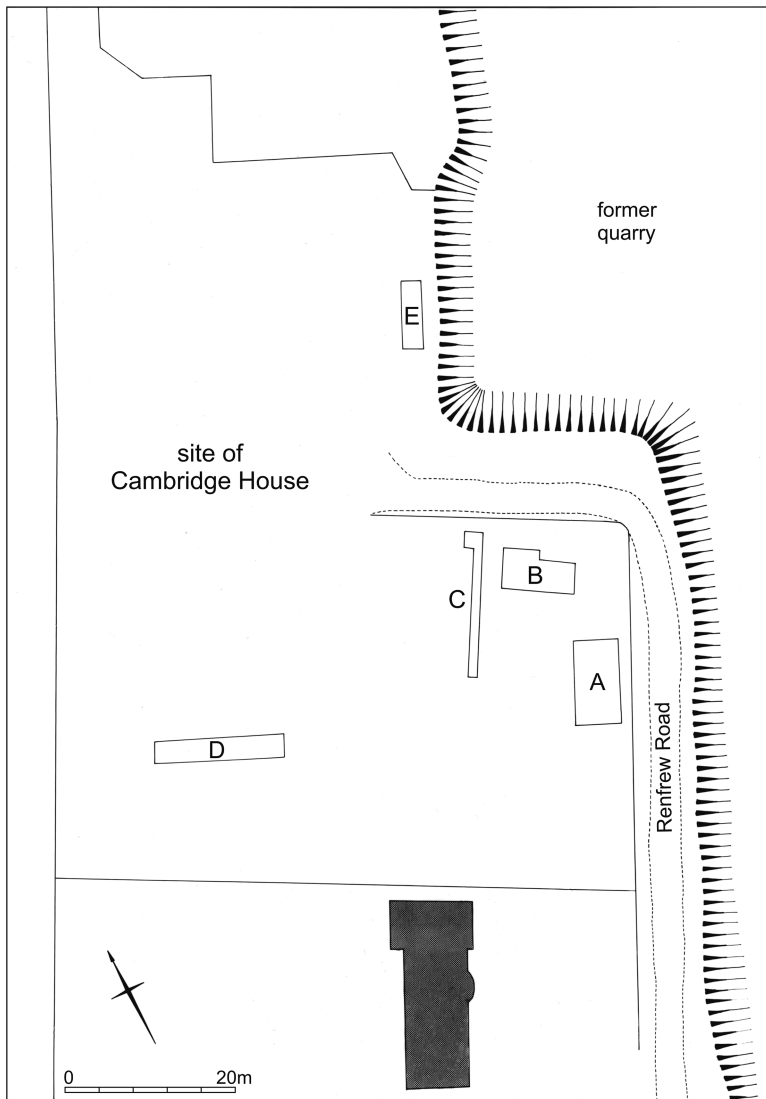 former
quarry
E
site of
Cambridge House
B
C
A
D
Renfrew Road
0 20m